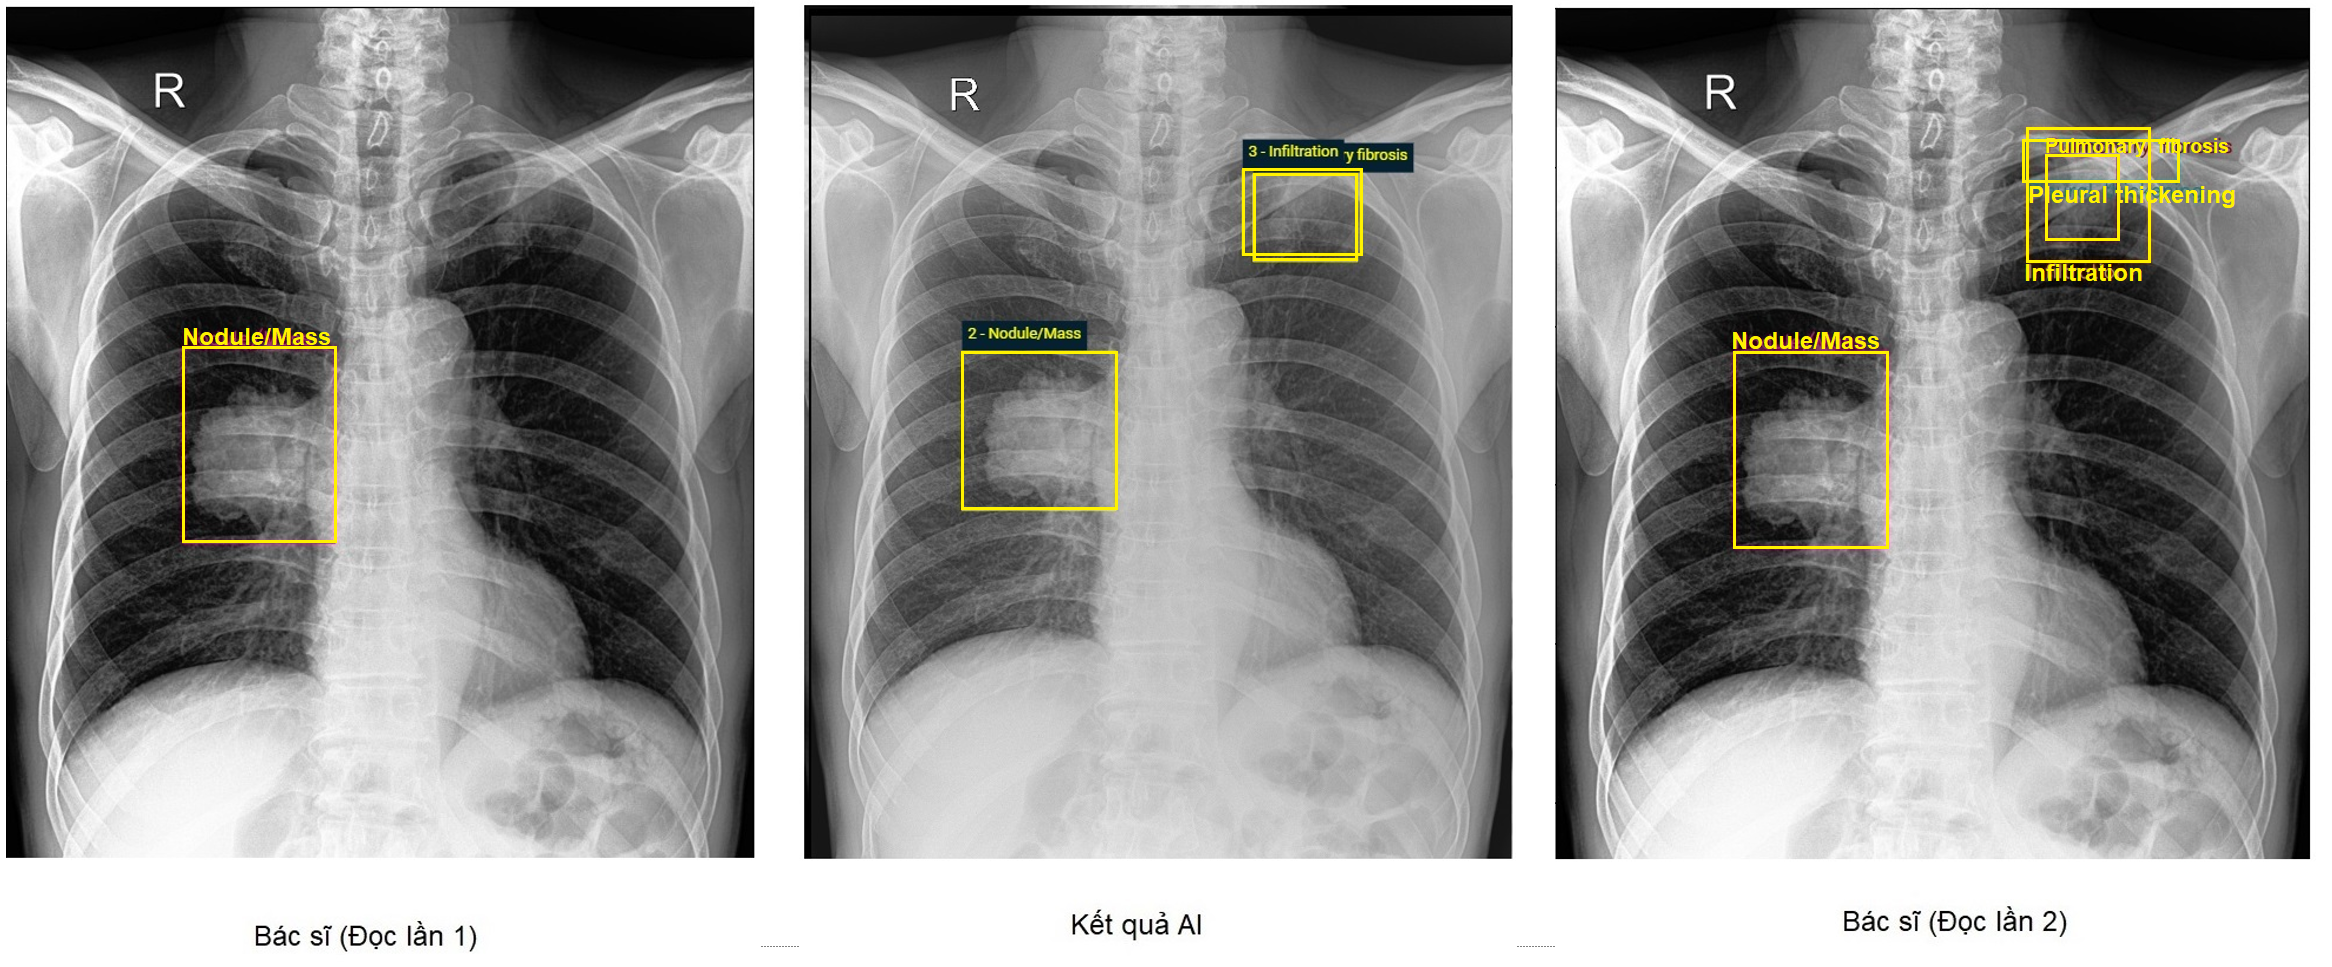 R
Nodule/Mass
Bác sĩ (Đọc lần 1)
R
3 - Infiltration
y fibrosis
2 - Nodule/Mass
Kết quả AI
R
Pulmonary fibrosis
Pleural thickening
Infiltration
Nodule/Mass
Bác sĩ (Đọc lần 2)